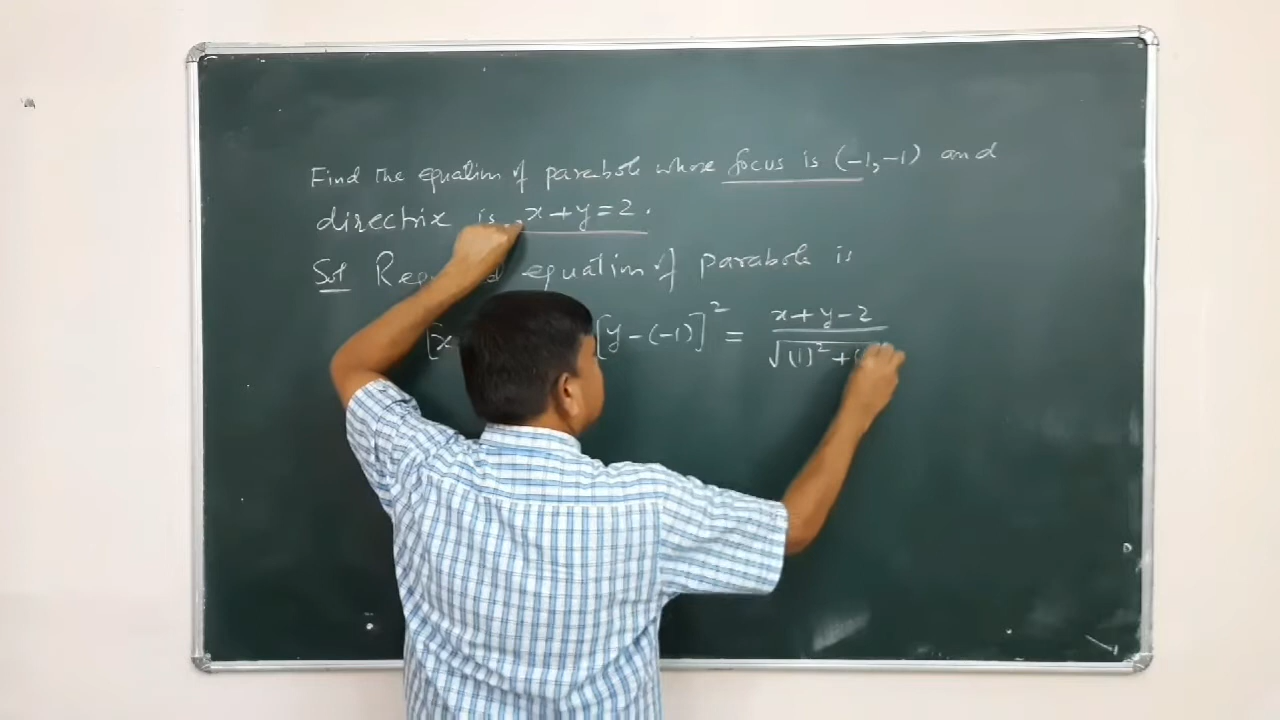 Find the equation of parabola whose focus is (-1,-1) and
directrix is x+y=2.
Sol equation of parabola is
[x [y-(-1)]² = x+y-2 / √(1)²+(